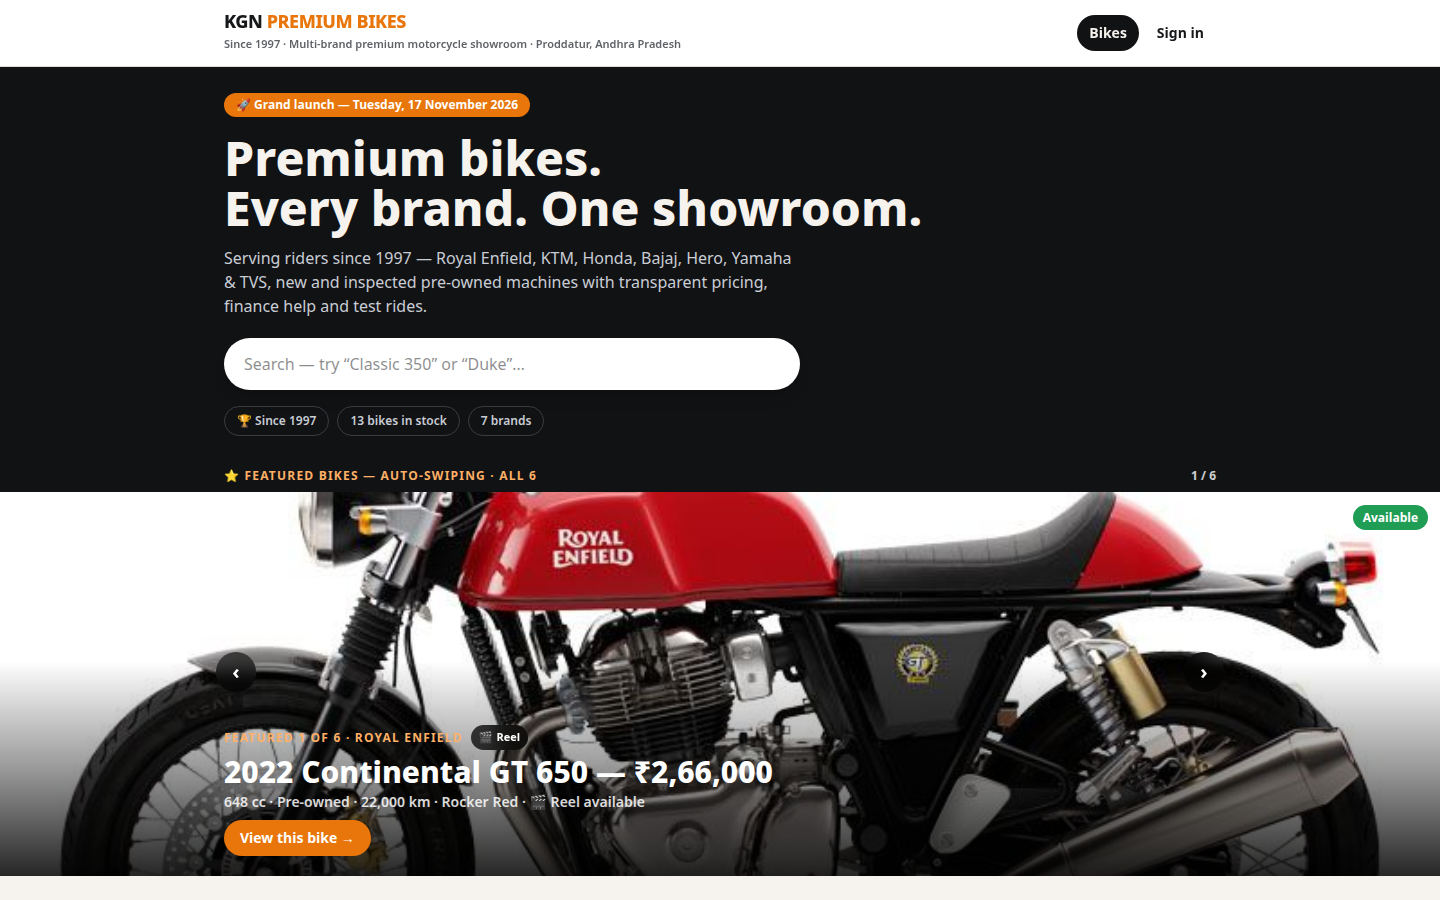 KGN PREMIUM BIKES
Since 1997 · Multi-brand premium motorcycle showroom · Proddatur, Andhra Pradesh
Bikes
Sign in
🚀 Grand launch — Tuesday, 17 November 2026
Premium bikes.
Every brand. One showroom.
Serving riders since 1997 — Royal Enfield, KTM, Honda, Bajaj, Hero, Yamaha
& TVS, new and inspected pre-owned machines with transparent pricing,
finance help and test rides.
Search — try “Classic 350” or “Duke”…
🏆 Since 1997
13 bikes in stock
7 brands
⭐ FEATURED BIKES — AUTO-SWIPING · ALL 6
1 / 6
Available
ROYAL
ENFIELD
GT
‹
›
FEATURED 1 OF 6 · ROYAL ENFIELD
🎬 Reel
2022 Continental GT 650 — ₹2,66,000
648 cc · Pre-owned · 22,000 km · Rocker Red · 🎬 Reel available
View this bike →